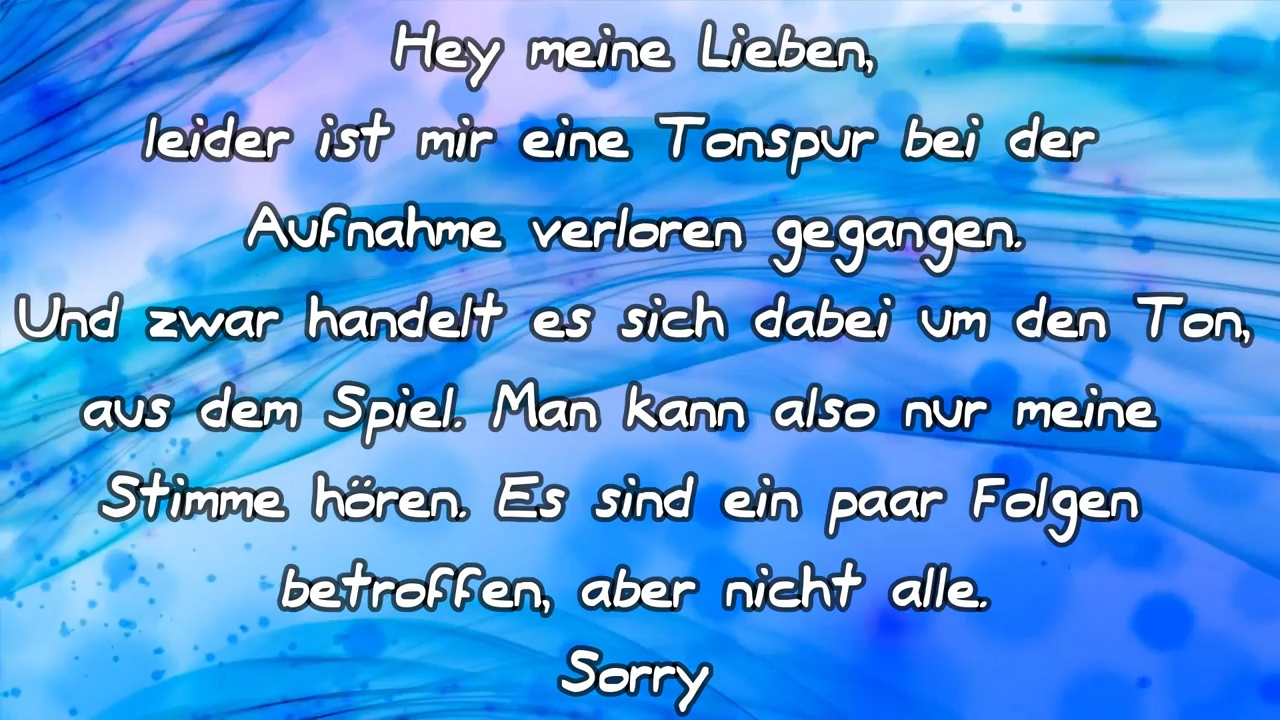 Hey meine Lieben,
leider ist mir eine Tonspur bei der
Aufnahme verloren gegangen.
Und zwar handelt es sich dabei um den Ton,
aus dem Spiel. Man kann also nur meine
Stimme hören. Es sind ein paar Folgen
betroffen, aber nicht alle.
Sorry